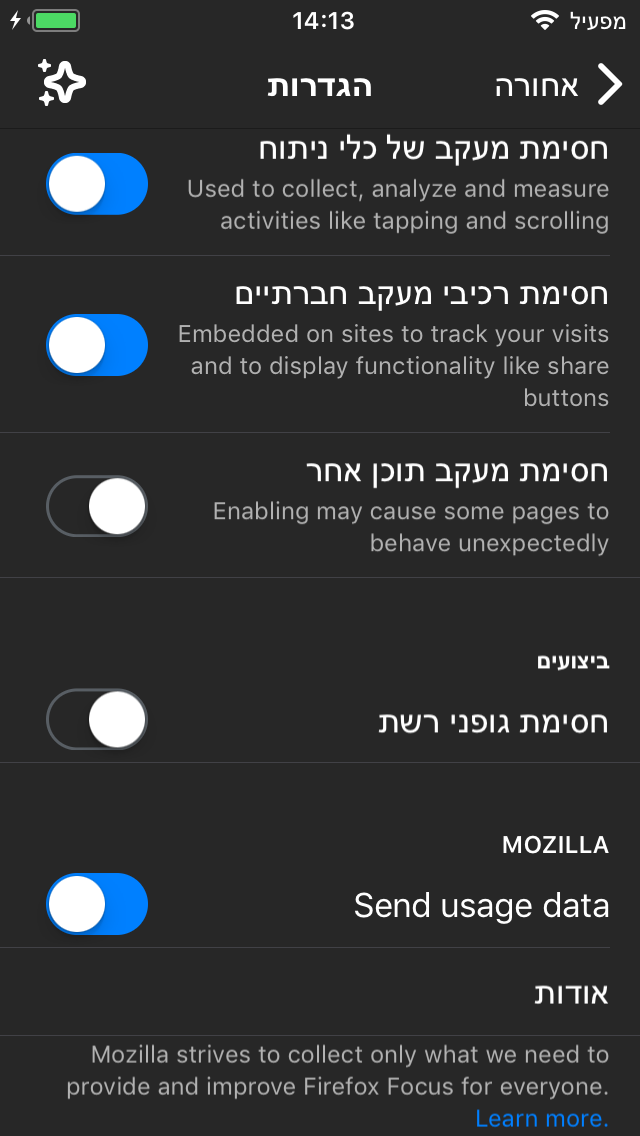 מפעיל 14:13
אחורה
הגדרות
חסימת מעקב של כלי ניתוח
Used to collect, analyze and measure
activities like tapping and scrolling
חסימת רכיבי מעקב חברתיים
Embedded on sites to track your visits
and to display functionality like share
buttons
חסימת מעקב תוכן אחר
Enabling may cause some pages to
behave unexpectedly
ביצועים
חסימת גופני רשת
MOZILLA
Send usage data
אודות
Mozilla strives to collect only what we need to
provide and improve Firefox Focus for everyone.
Learn more.